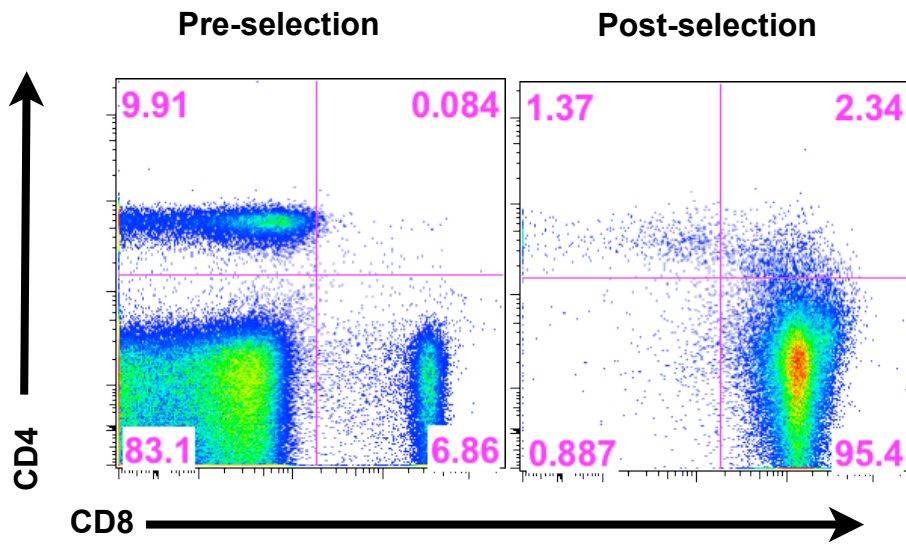 Pre-selection
Post-selection
9.91
0.084
83.1
6.86
1.37
2.34
0.887
95.4
CD4
CD8